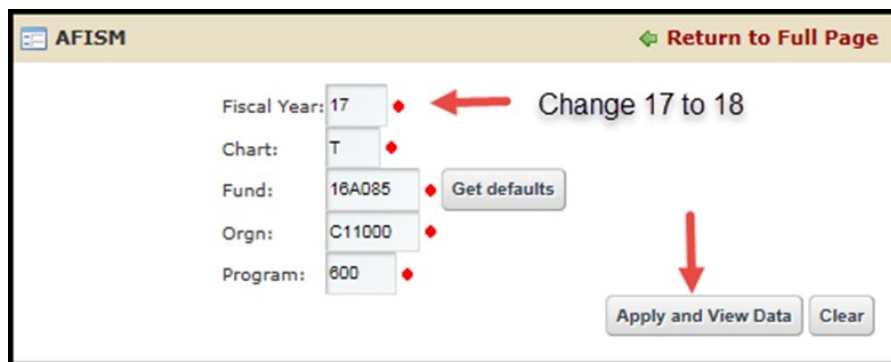 AFISM Return to Full Page
Fiscal Year: 17 Change 17 to 18
Chart: T
Fund: 16A085 Get defaults
Orgn: C11000
Program: 600
Apply and View Data Clear